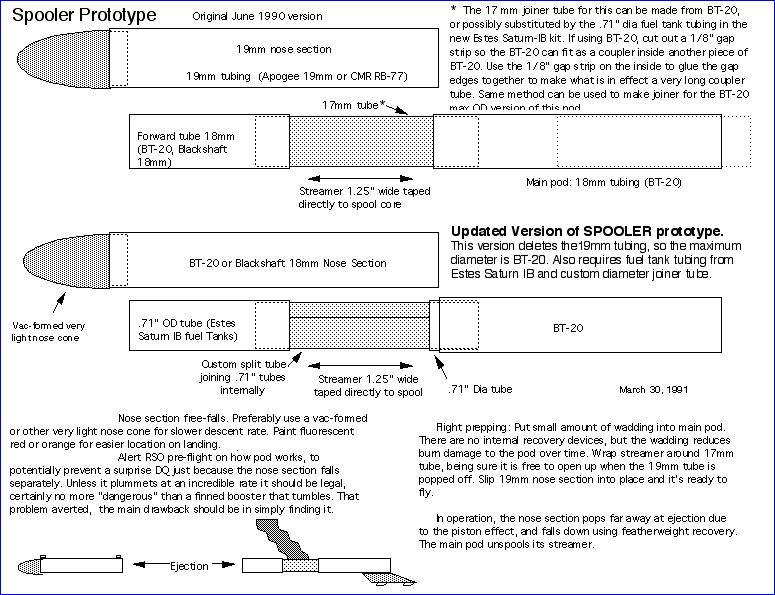 Spooler Prototype
Original June 1990 version
* The 17 mm joiner tube for this can be made from BT-20,
or possibly substituted by the .71" dia fuel tank tubing in the
new Estes Saturn-IB kit. If using BT-20, cut out a 1/8" gap
strip so the BT-20 can fit as a coupler inside another piece of
BT-20. Use the 1/8" gap strip on the inside to glue the gap
edges together to make what is in effect a very long coupler
tube. Same method can be used to make joiner for the BT-20
max OD version of this pod.
19mm nose section
19mm tubing (Apogee 19mm or CMR RB-77)
17mm tube*
Forward tube 18mm
(BT-20, Blackshaft
18mm)
Streamer 1.25" wide taped
directly to spool core
Main pod: 18mm tubing (BT-20)
Updated Version of SPOOLER prototype.
This version deletes the 19mm tubing, so the maximum
diameter is BT-20. Also requires fuel tank tubing from
Estes Saturn IB and custom diameter joiner tube.
BT-20 or Blackshaft 18mm Nose Section
Vac-formed very
light nose cone
.71" OD tube (Estes
Saturn IB fuel Tanks)
BT-20
Custom split tube
joining .71" tubes
internally
Streamer 1.25" wide
taped directly to spool
.71" Dia tube
March 30, 1991
Nose section free-falls. Preferably use a vac-formed
or other very light nose cone for slower descent rate. Paint fluorescent
red or orange for easier location on landing.
Alert RSO pre-flight on how pod works, to
potentially prevent a surprise DQ just because the nose section falls
separately. Unless it plummets at an incredible rate it should be legal,
certainly no more "dangerous" than a finned booster that tumbles. That
problem averted, the main drawback should be in simply finding it.
Flight prepping: Put small amount of wadding into main pod.
There are no internal recovery devices, but the wadding reduces
burn damage to the pod over time. Wrap streamer around 17mm
tube, being sure it is free to open up when the 19mm tube is
popped off. Slip 19mm nose section into place and it's ready to
fly.
In operation, the nose section pops far away at ejection due
to the piston effect, and falls down using featherweight recovery.
The main pod unspools its streamer.
Ejection